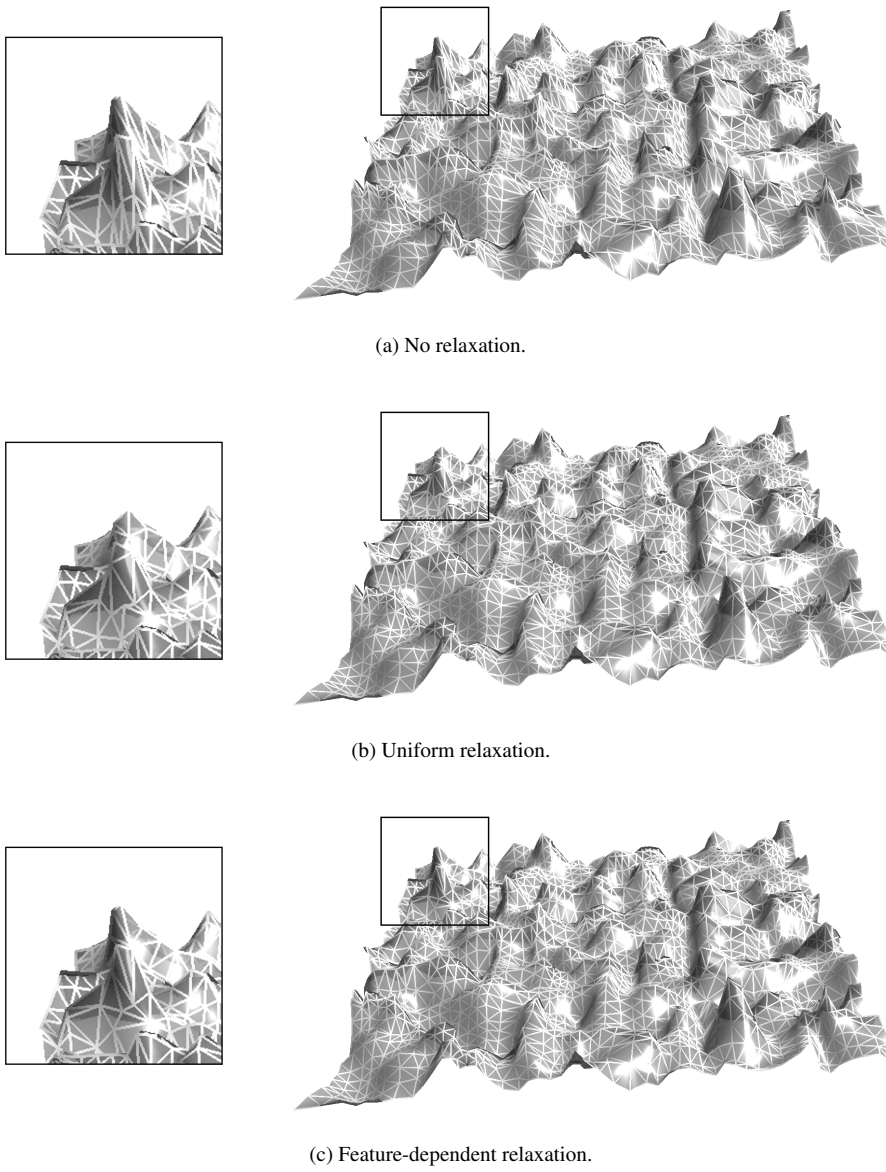 (a) No relaxation.
(b) Uniform relaxation.
(c) Feature-dependent relaxation.